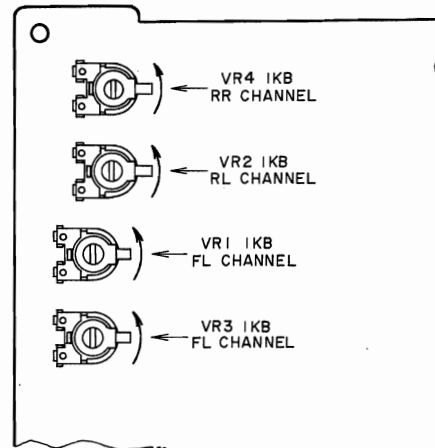 VR4 1KB
RR CHANNEL
VR2 1KB
RL CHANNEL
VR1 1KB
FL CHANNEL
VR3 1KB
FL CHANNEL